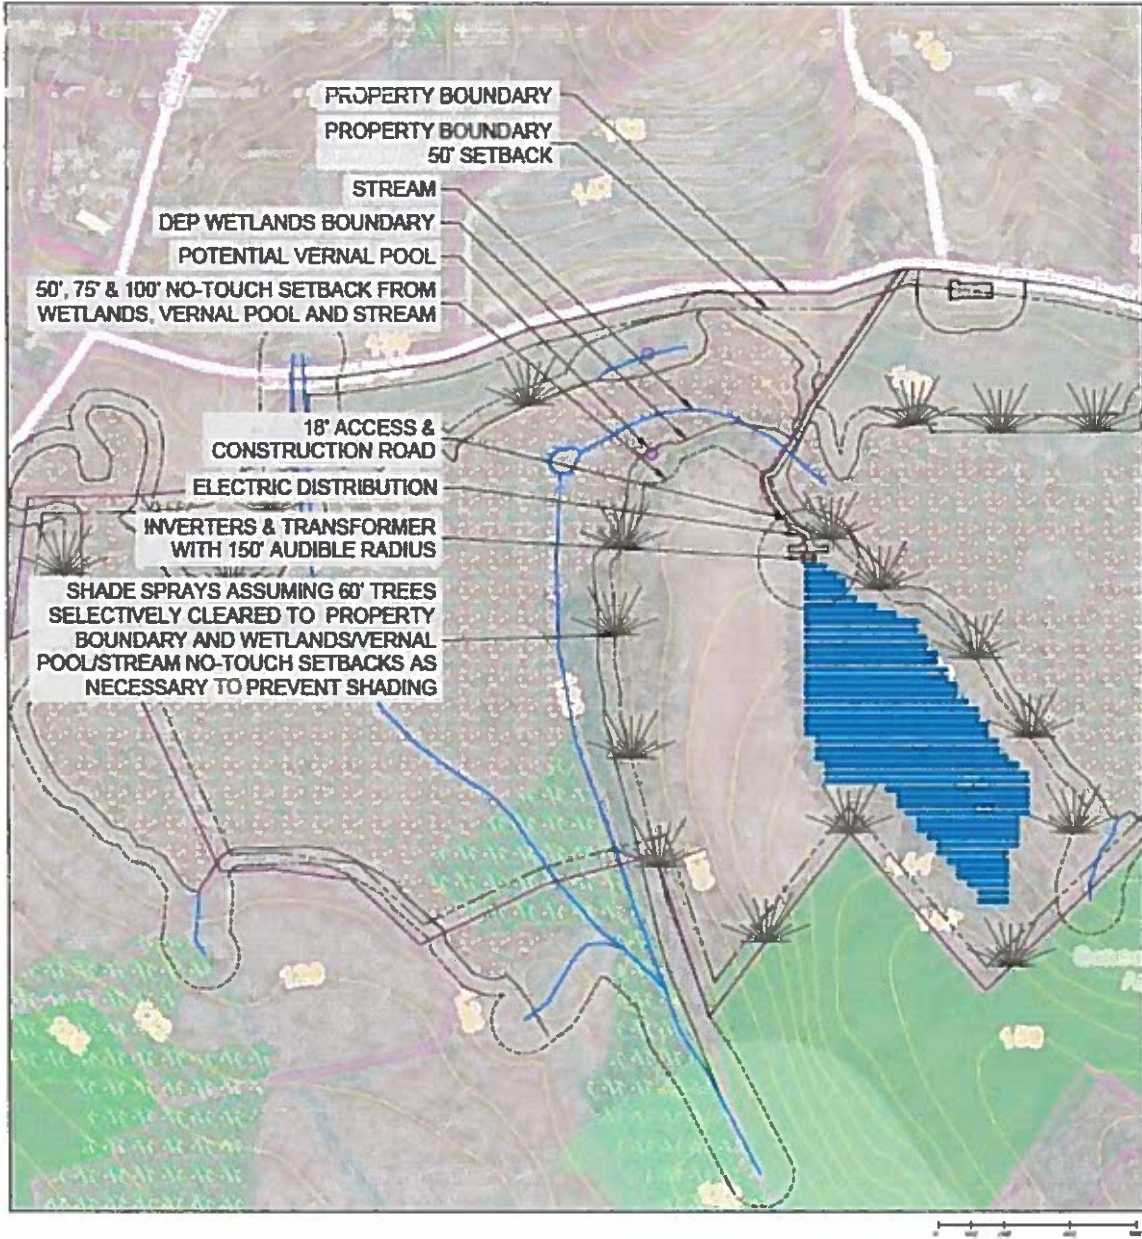 PROPERTY BOUNDARY
PROPERTY BOUNDARY
50' SETBACK
STREAM
DEP WETLANDS BOUNDARY
POTENTIAL VERNAL POOL
50', 75' & 100' NO-TOUCH SETBACK FROM
WETLANDS, VERNAL POOL AND STREAM
18' ACCESS &
CONSTRUCTION ROAD
ELECTRIC DISTRIBUTION
INVERTERS & TRANSFORMER
WITH 150' AUDIBLE RADIUS
SHADE SPRAYS ASSUMING 60' TREES
SELECTIVELY CLEARED TO PROPERTY
BOUNDARY AND WETLANDS/VERNAL
POOL/STREAM NO-TOUCH SETBACKS AS
NECESSARY TO PREVENT SHADING